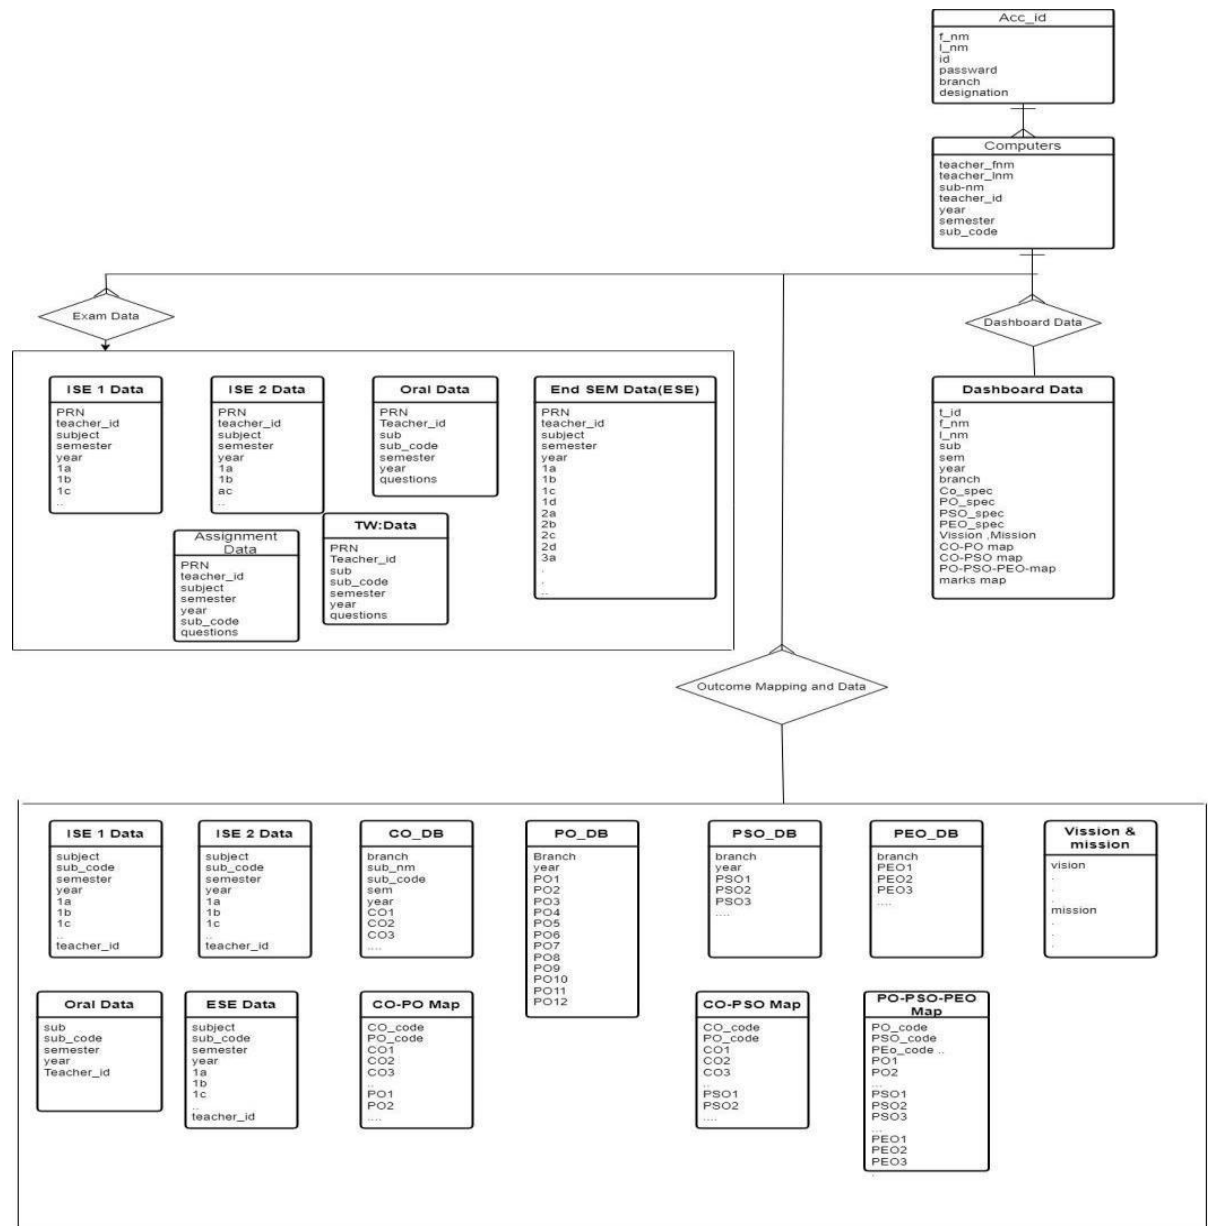 Acc_id
f_nm
l_nm
id
passward
branch
designation
Computers
teacher_fnm
teacher_lnm
sub-nm
teacher_id
year
semester
sub_code
Exam Data
Dashboard Data
ISE 1 Data
PRN
teacher_id
subject
semester
year
1a
1b
1c
..
ISE 2 Data
PRN
teacher_id
subject
semester
year
1a
1b
ac
..
Oral Data
PRN
Teacher_id
sub
sub_code
semester
year
questions
End SEM Data(ESE)
PRN
teacher_id
subject
semester
year
1a
1b
1c
1d
2a
2b
2c
2d
3a
.
.
..
Dashboard Data
t_id
f_nm
l_nm
sub
sem
year
branch
Co_spec
PO_spec
PSO_spec
PEO_spec
Vission ,Mission
CO-PO map
CO-PSO map
PO-PSO-PEO-map
marks map
Assignment
Data
PRN
teacher_id
subject
semester
year
sub_code
questions
TW:Data
PRN
Teacher_id
sub
sub_code
semester
year
questions
Outcome Mapping and Data
ISE 1 Data
subject
sub_code
semester
year
1a
1b
1c
..
teacher_id
ISE 2 Data
subject
sub_code
semester
year
1a
1b
1c
..
teacher_id
CO_DB
branch
sub_nm
sub_code
sem
year
CO1
CO2
CO3
....
PO_DB
Branch
year
PO1
PO2
PO3
PO4
PO5
PO6
PO7
PO8
PO9
PO10
PO11
PO12
PSO_DB
branch
year
PSO1
PSO2
PSO3
....
PEO_DB
branch
PEO1
PEO2
PEO3
....
Vission &
mission
vision
.
.
.
mission
.
.
.
Oral Data
sub
sub_code
semester
year
Teacher_id
ESE Data
subject
sub_code
semester
year
1a
1b
1c
..
teacher_id
CO-PO Map
CO_code
PO_code
CO1
CO2
CO3
..
PO1
PO2
....
CO-PSO Map
CO_code
PO_code
CO1
CO2
CO3
..
PSO1
PSO2
....
PO-PSO-PEO
Map
PO_code
PSO_code
PEo_code ..
PO1
PO2
...
PSO1
PSO2
PSO3
...
PEO1
PEO2
PEO3
.